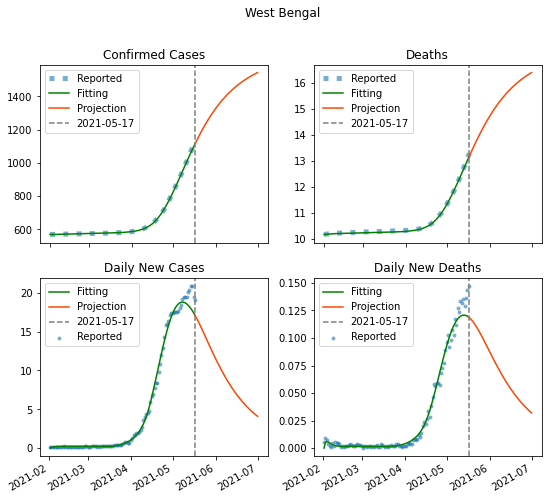 West Bengal
Confirmed Cases
1400
1200
1000
800
600
Reported
Fitting
Projection
2021-05-17
Deaths
16
15
14
13
12
11
10
Reported
Fitting
Projection
2021-05-17
Daily New Cases
20
15
10
5
0
Fitting
Projection
2021-05-17
Reported
2021-02
2021-03
2021-04
2021-05
2021-06
2021-07
Daily New Deaths
0.150
0.125
0.100
0.075
0.050
0.025
0.000
Fitting
Projection
2021-05-17
Reported
2021-02
2021-03
2021-04
2021-05
2021-06
2021-07